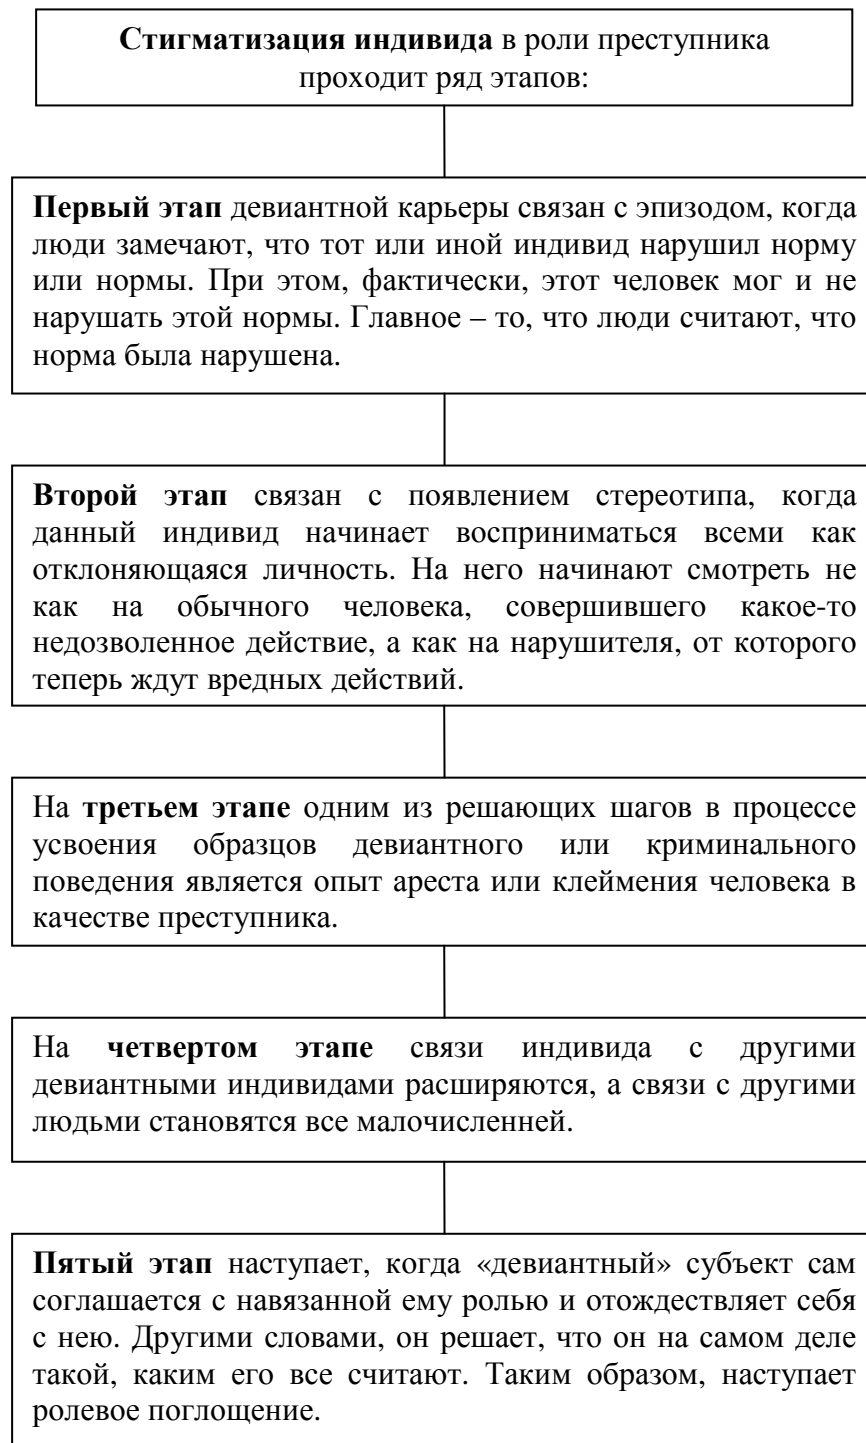 Стигматизация индивида в роли преступника
проходит ряд этапов:
Первый этап девиантной карьеры связан с эпизодом, когда
люди замечают, что тот или иной индивид нарушил норму
или нормы. При этом, фактически, этот человек мог и не
нарушать этой нормы. Главное – то, что люди считают, что
норма была нарушена.
Второй этап связан с появлением стереотипа, когда
данный индивид начинает восприниматься всеми как
отклоняющаяся личность. На него начинают смотреть не
как на обычного человека, совершившего какое-то
недозволенное действие, а как на нарушителя, от которого
теперь ждут вредных действий.
На третьем этапе одним из решающих шагов в процессе
усвоения образцов девиантного или криминального
поведения является опыт ареста или клеймения человека в
качестве преступника.
На четвертом этапе связи индивида с другими
девиантными индивидами расширяются, а связи с другими
людьми становятся все малочисленней.
Пятый этап наступает, когда «девиантный» субъект сам
соглашается с навязанной ему ролью и отождествляет себя
с нею. Другими словами, он решает, что он на самом деле
такой, каким его все считают. Таким образом, наступает
ролевое поглощение.